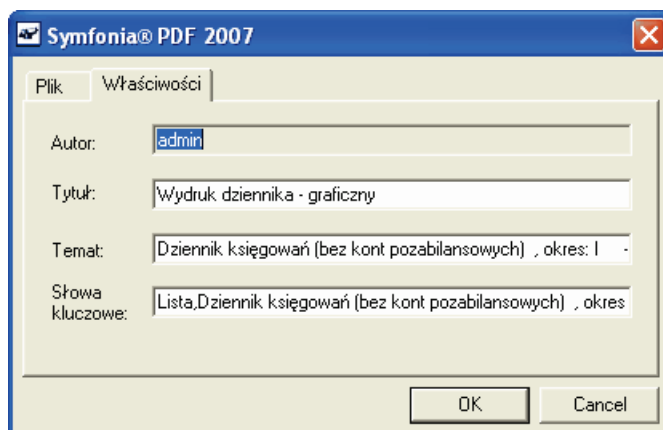 Symfonia® PDF 2007
Plik Właściwości
Autor: admin
Tytuł: Wydruk dziennika - graficzny
Temat: Dziennik księgowań (bez kont pozabilansowych) , okres: I -
Słowa
kluczowe: Lista,Dziennik księgowań (bez kont pozabilansowych) , okres
OK Cancel